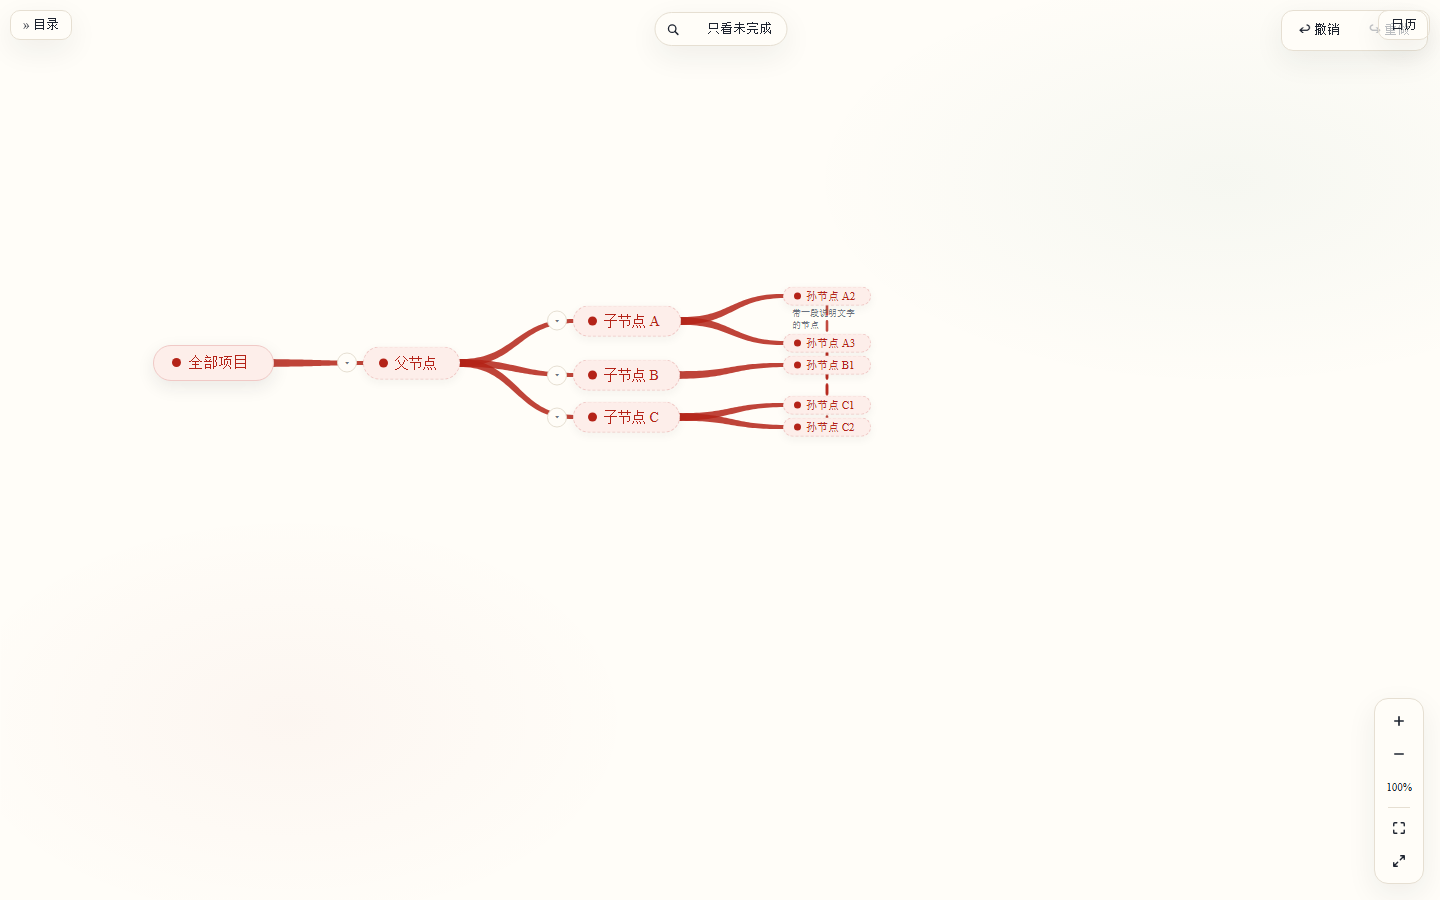 » 目录
只看未完成
撤销
日历
全部项目
父节点
子节点 A
子节点 B
子节点 C
孙节点 A2
带一段说明文字
的节点
孙节点 A3
孙节点 B1
孙节点 C1
孙节点 C2
100%